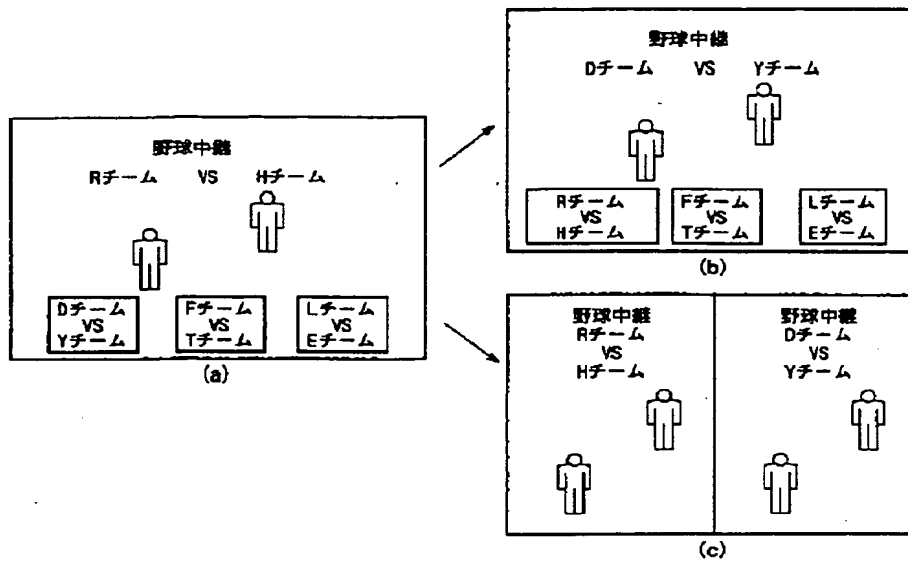 野球中継
Rチーム VS Hチーム
Dチーム
VS
Yチーム
Fチーム
VS
Tチーム
Lチーム
VS
Eチーム
(a)
野球中継
Dチーム VS Yチーム
Rチーム
VS
Hチーム
Fチーム
VS
Tチーム
Lチーム
VS
Eチーム
(b)
野球中継
Rチーム
VS
Hチーム
野球中継
Dチーム
VS
Yチーム
(c)